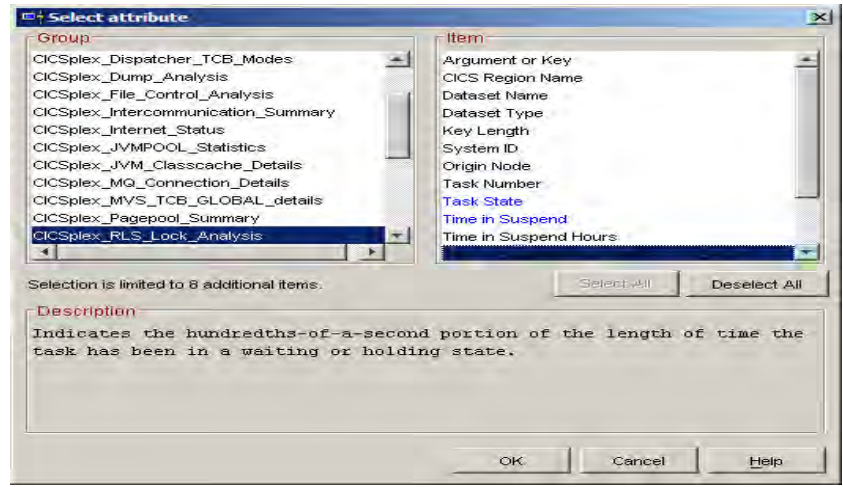 Select attribute
Group
CICSplex_Dispatcher_TCB_Modes
CICSplex_Dump_Analysis
CICSplex_File_Control_Analysis
CICSplex_Intercommunication_Summary
CICSplex_Internet_Status
CICSplex_JVMPOOL_Statistics
CICSplex_JVM_Classcache_Details
CICSplex_MQ_Connection_Details
CICSplex_MVS_TCB_GLOBAL_details
CICSplex_Pagepool_Summary
CICSplex_RLS_Lock_Analysis
Item
Argument or Key
CICS Region Name
Dataset Name
Dataset Type
Key Length
System ID
Origin Node
Task Number
Task State
Time in Suspend
Time in Suspend Hours
Selection is limited to 8 additional items.
Select All
Deselect All
Description
Indicates the hundredths-of-a-second portion of the length of time the
task has been in a waiting or holding state.
OK
Cancel
Help